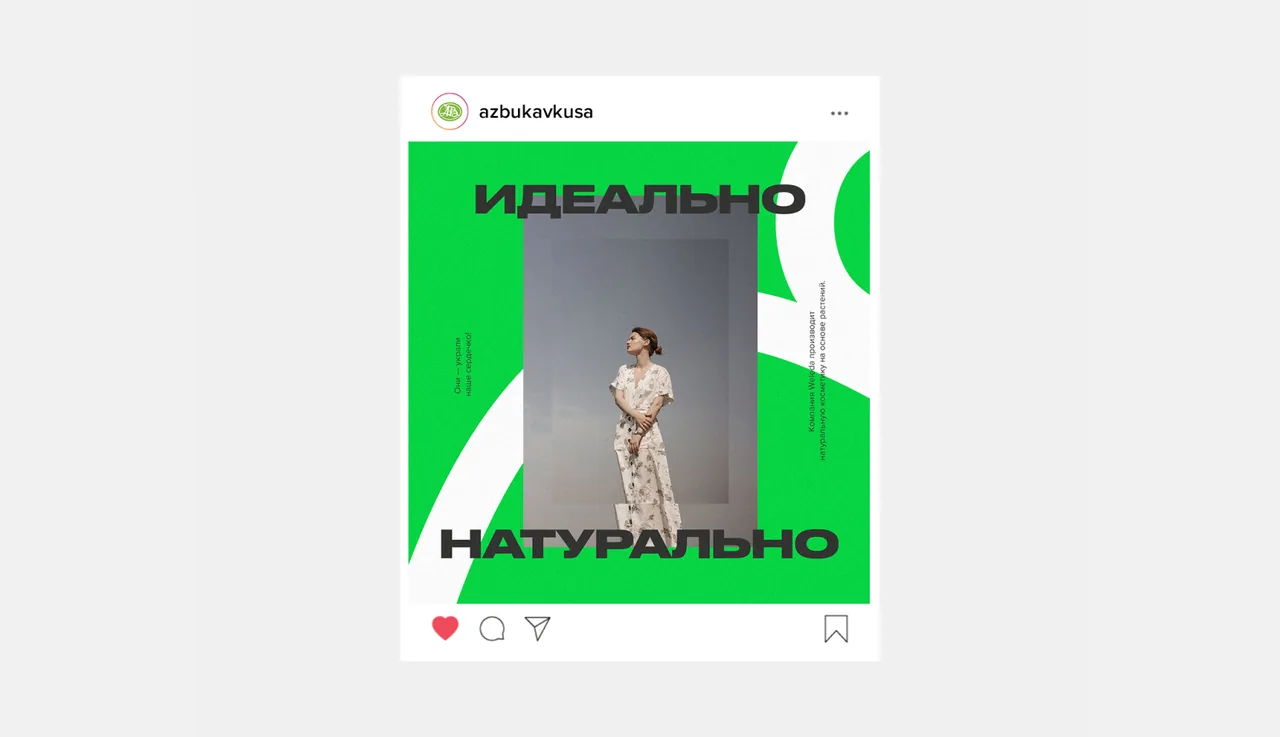 azbukavkusa
ИДЕАЛЬНО
Они — украли
наше сердечко!
Компания Weleda производит
натуральную косметику на основе растений.
НАТУРАЛЬНО